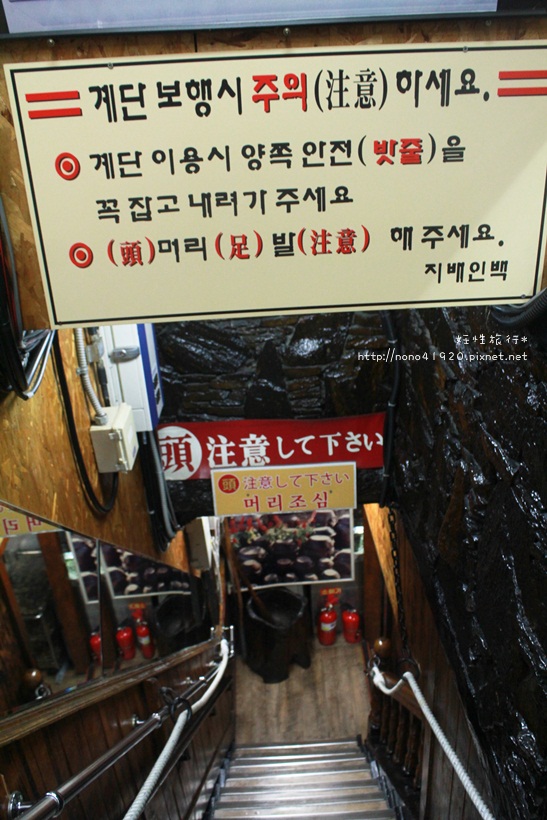 계단 보행시 주의(注意) 하세요.
◎ 계단 이용시 양쪽 안전(밧줄)을
꼭 잡고 내려가 주세요
◎ (頭)머리 (足) 발(注意) 해 주세요.
지배인백
*狂性旅行*
http://nono41920.pixnet.net
頭 注意して下さい
頭 注意して下さい
머리조심